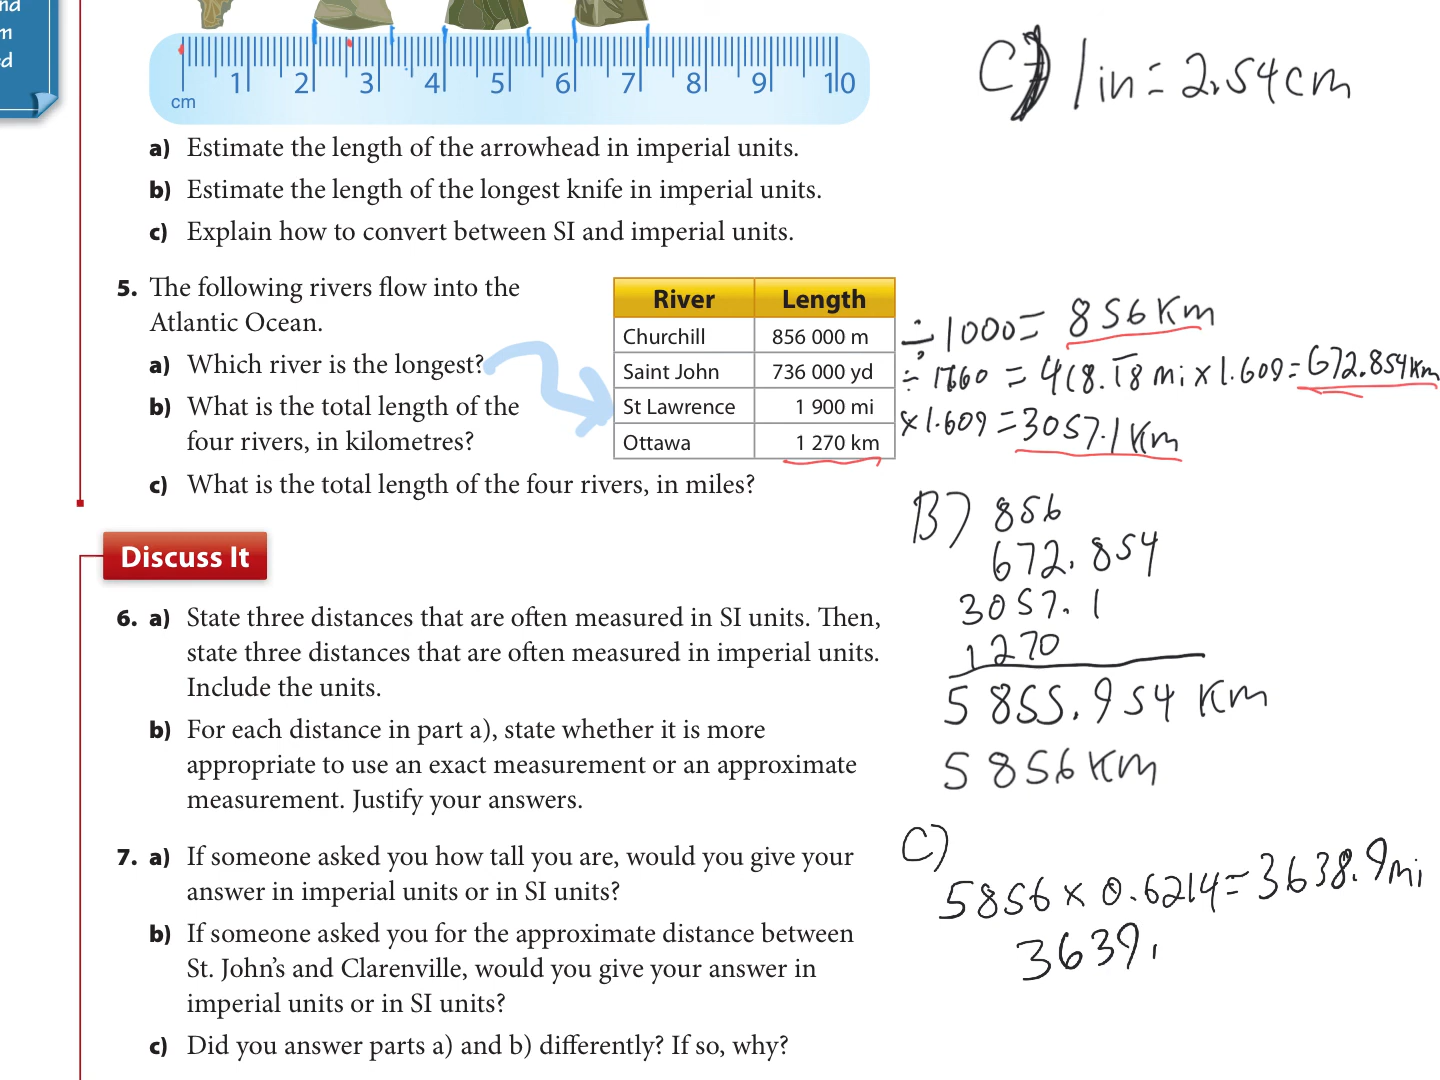 nd
m
ed
1 2 3 4 5 6 7 8 9 10
cm
C) 1 in = 2.54 cm
a) Estimate the length of the arrowhead in imperial units.
b) Estimate the length of the longest knife in imperial units.
c) Explain how to convert between SI and imperial units.
5. The following rivers flow into the
Atlantic Ocean.
a) Which river is the longest?
b) What is the total length of the
four rivers, in kilometres?
c) What is the total length of the four rivers, in miles?
River Length
Churchill 856 000 m ÷ 1000 = 856 Km
Saint John 736 000 yd ÷ 1760 = 418.18 mi x 1.609 = 672.854 Km
St Lawrence 1 900 mi x 1.609 = 3057.1 Km
Ottawa 1 270 km
B) 856
672.854
3057.1
1270
5855.954 Km
5856 Km
C)
5856 x 0.6214 = 3638.9 mi
3639.
Discuss It
6. a) State three distances that are often measured in SI units. Then,
state three distances that are often measured in imperial units.
Include the units.
b) For each distance in part a), state whether it is more
appropriate to use an exact measurement or an approximate
measurement. Justify your answers.
7. a) If someone asked you how tall you are, would you give your
answer in imperial units or in SI units?
b) If someone asked you for the approximate distance between
St. John's and Clarenville, would you give your answer in
imperial units or in SI units?
c) Did you answer parts a) and b) differently? If so, why?